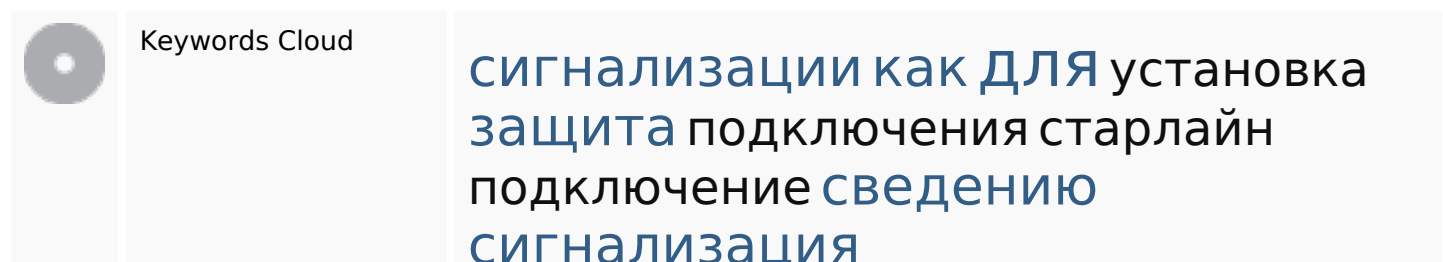 Keywords Cloud
сигнализации как для установка
защита подключения старлайн
подключение сведению
сигнализация